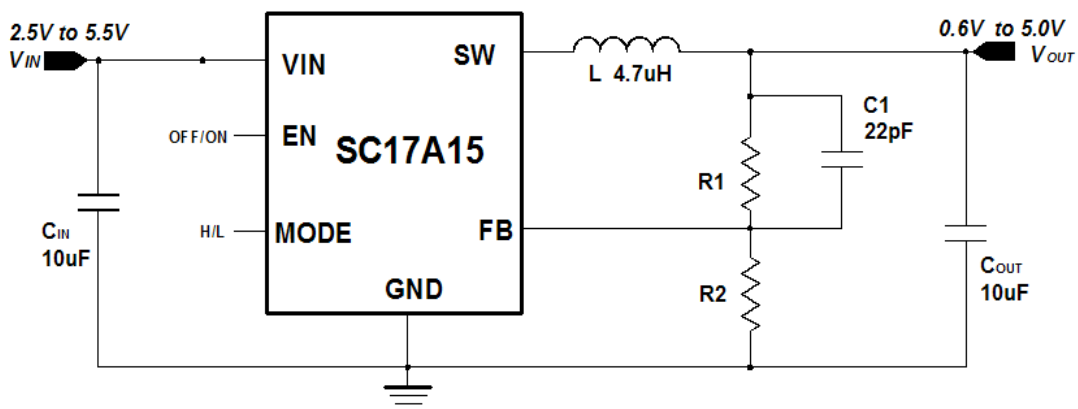 2.5V to 5.5V
VIN
0.6V to 5.0V
VOUT
VIN
SW
L 4.7uH
C1
22pF
OFF/ON
EN
SC17A15
R1
H/L
MODE
FB
CIN
10uF
GND
R2
COUT
10uF